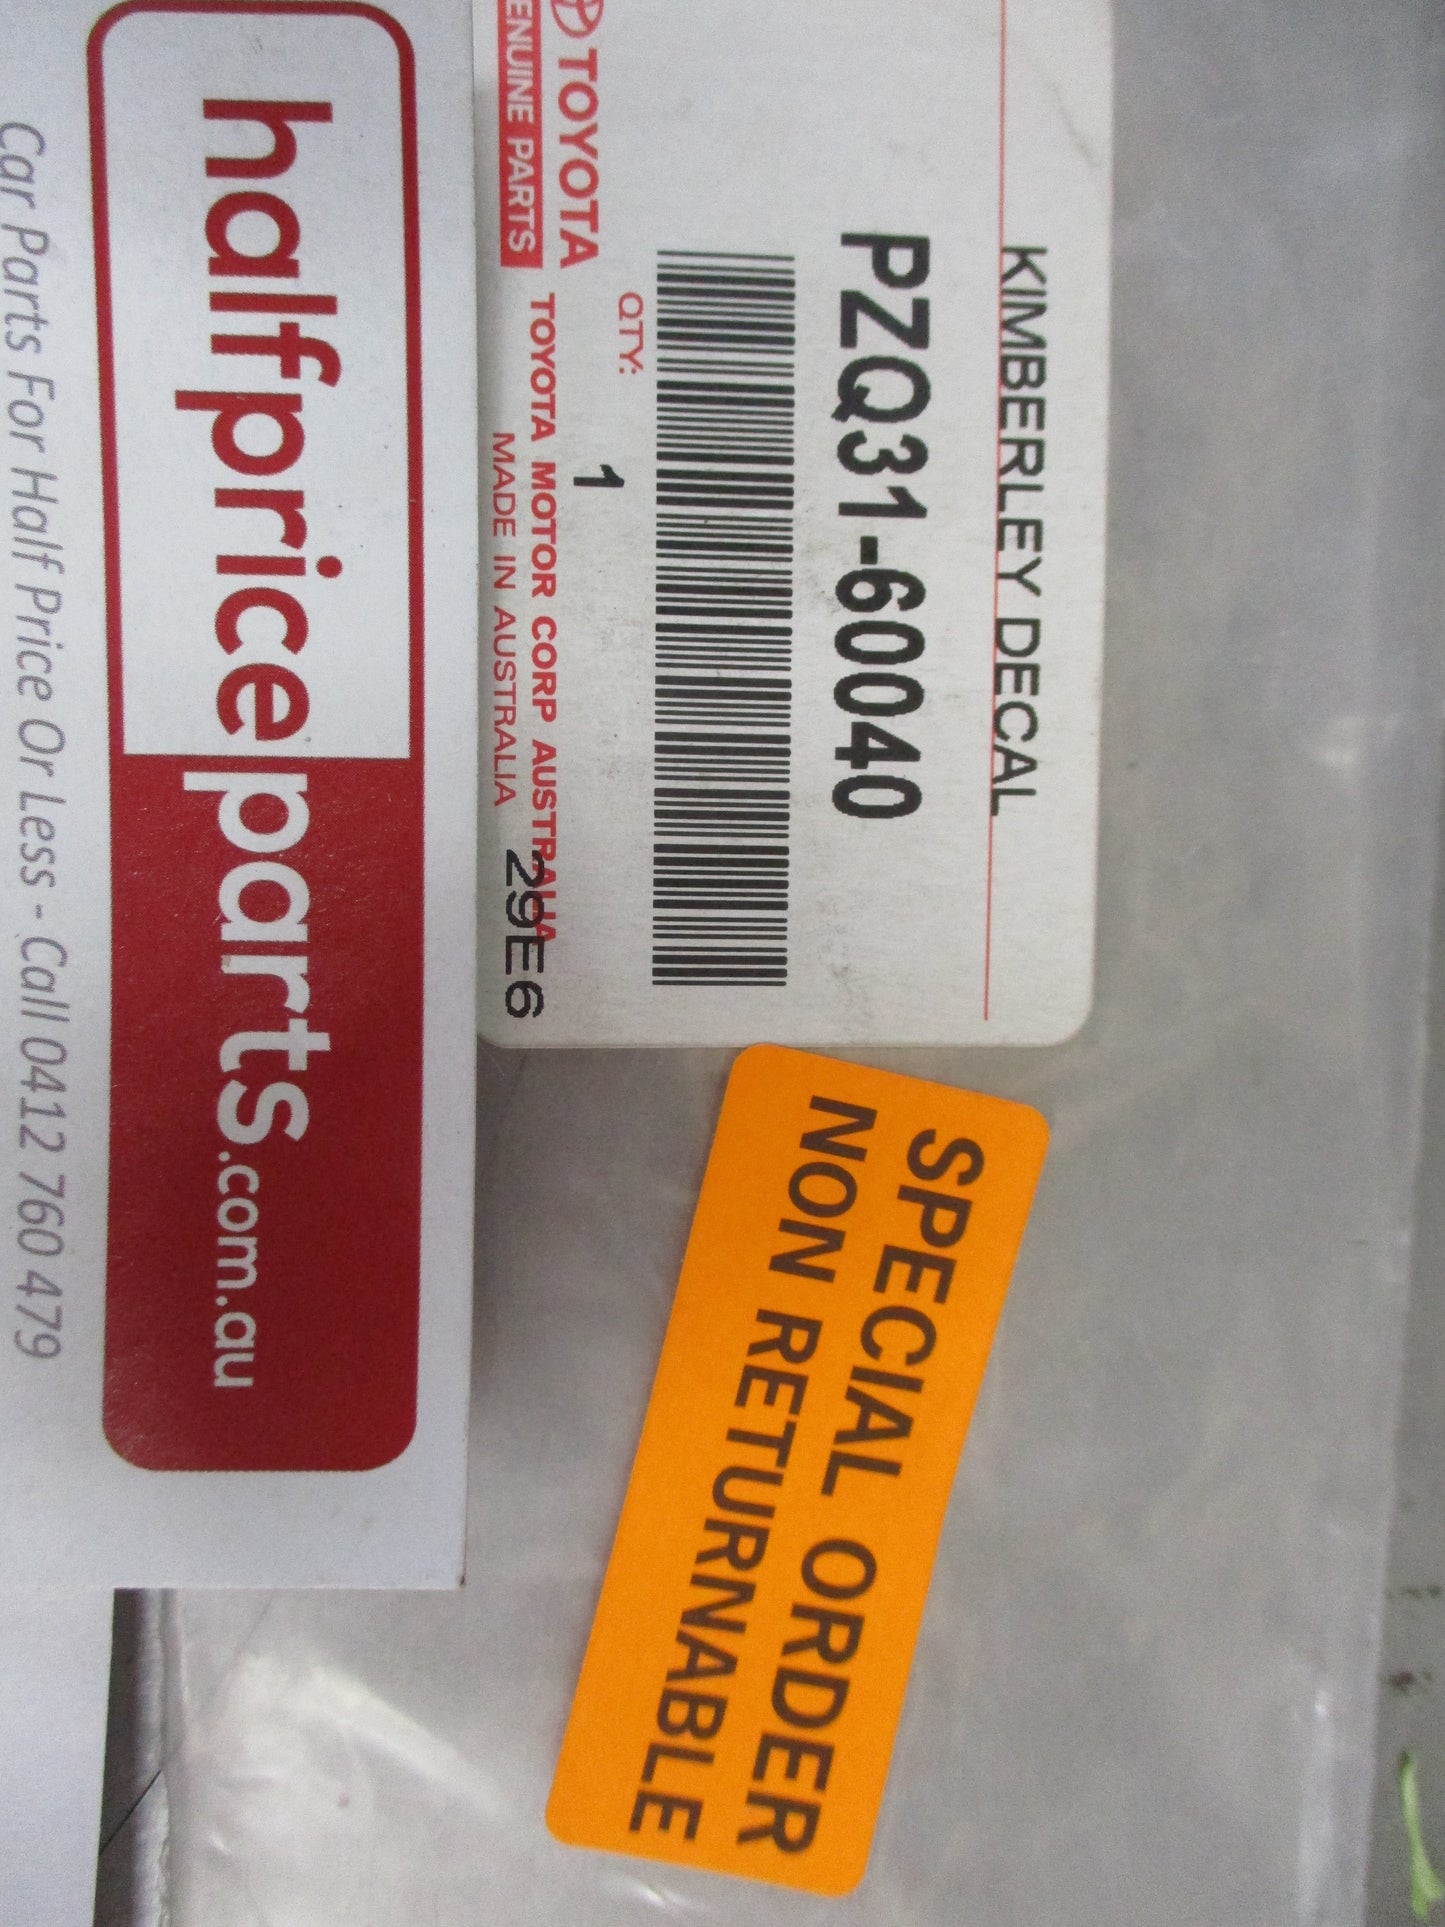 KIMBERLEY DECAL
PZQ31-60040
QTY:
1
TOYOTA
GENUINE PARTS
TOYOTA MOTOR CORP AUSTRALIA
MADE IN AUSTRALIA
29E6
SPECIAL ORDER
NON RETURNABLE
halfpriceparts.com.au
Car Parts For Half Price Or Less - Call 0412 760 479